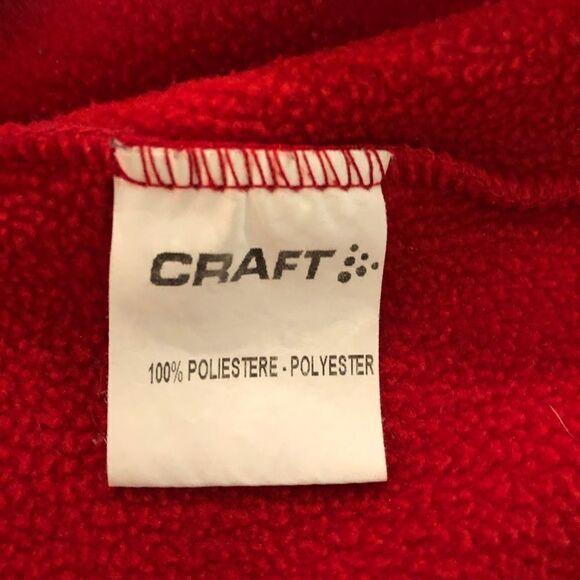 CRAFT
100% POLIESTERE - POLYESTER